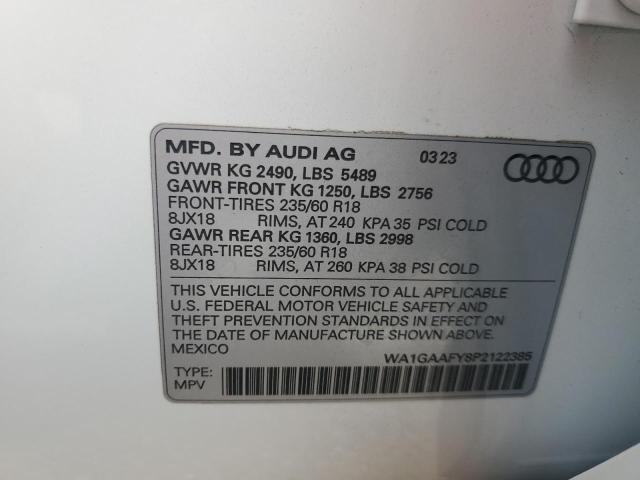 MFD. BY AUDI AG 03 23
GVWR KG 2490, LBS 5489
GAWR FRONT KG 1250, LBS 2756
FRONT-TIRES 235/60 R18
8JX18 RIMS, AT 240 KPA 35 PSI COLD
GAWR REAR KG 1360, LBS 2998
REAR-TIRES 235/60 R18
8JX18 RIMS, AT 260 KPA 38 PSI COLD
THIS VEHICLE CONFORMS TO ALL APPLICABLE
U.S. FEDERAL MOTOR VEHICLE SAFETY AND
THEFT PREVENTION STANDARDS IN EFFECT ON
THE DATE OF MANUFACTURE SHOWN ABOVE.
MEXICO WA1GAAFY8P2122385
TYPE:
MPV